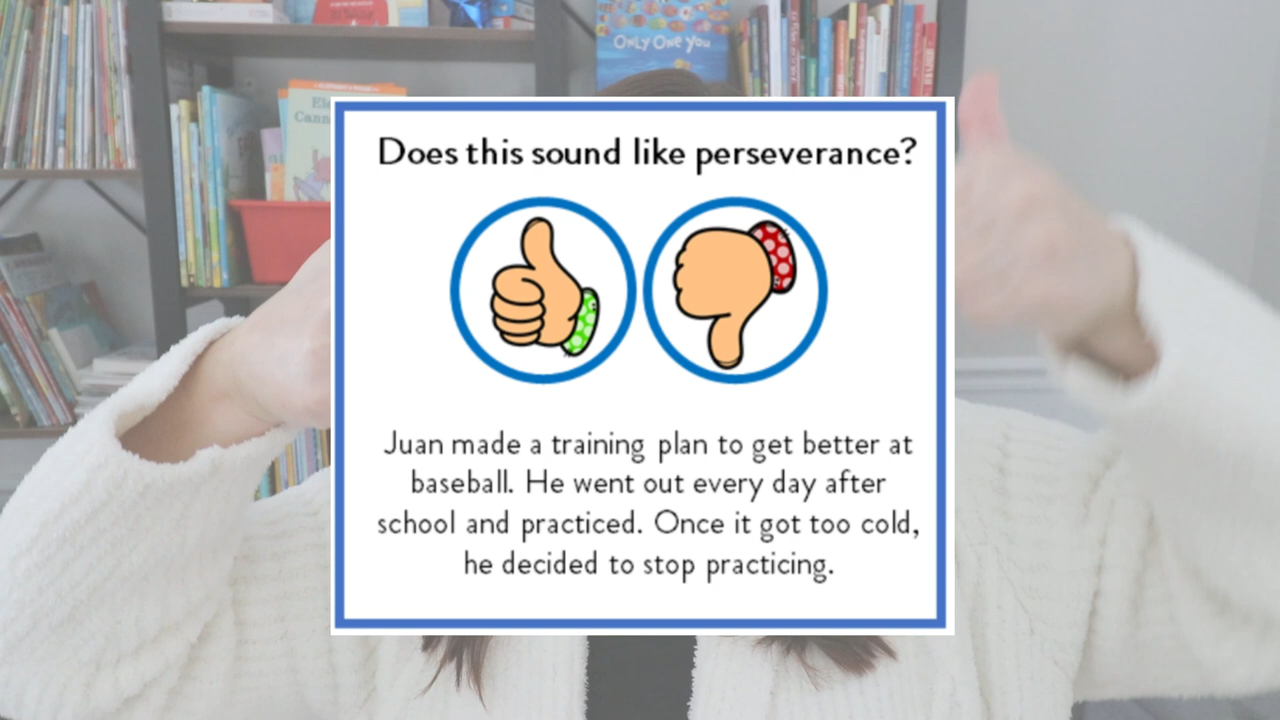 ONLY ONE YOU
Does this sound like perseverance?
Juan made a training plan to get better at
baseball. He went out every day after
school and practiced. Once it got too cold,
he decided to stop practicing.